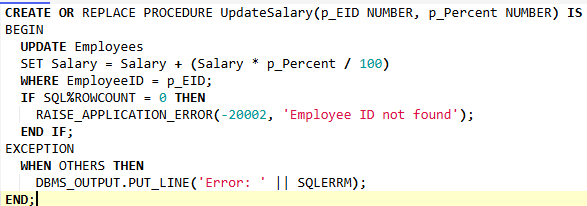 CREATE OR REPLACE PROCEDURE UpdateSalary(p_EID NUMBER, p_Percent NUMBER) IS
BEGIN
  UPDATE Employees
  SET Salary = Salary + (Salary * p_Percent / 100)
  WHERE EmployeeID = p_EID;
  IF SQL%ROWCOUNT = 0 THEN
    RAISE_APPLICATION_ERROR(-20002, 'Employee ID not found');
  END IF;
EXCEPTION
  WHEN OTHERS THEN
    DBMS_OUTPUT.PUT_LINE('Error: ' || SQLERRM);
END;